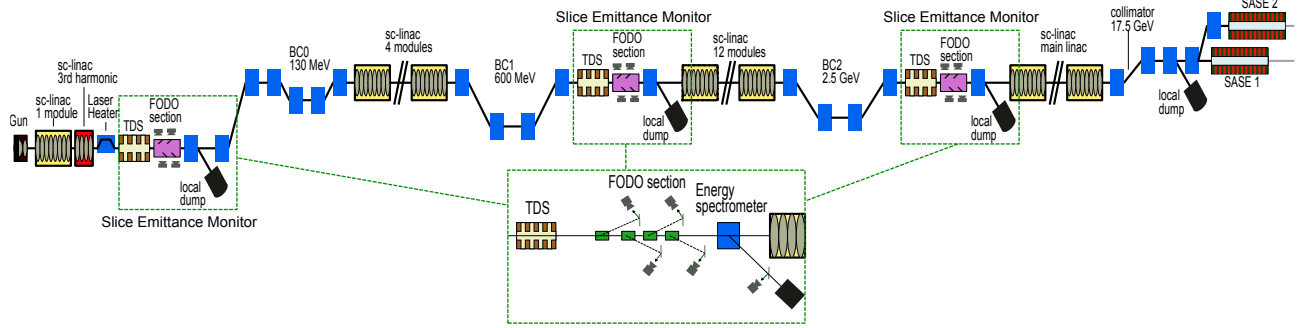 Gun
sc-linac
1 module
sc-linac
3rd harmonic
Laser
Heater
TDS
FODO
section
local
dump
Slice Emittance Monitor
BC0
130 MeV
sc-linac
4 modules
BC1
600 MeV
Slice Emittance Monitor
TDS
FODO
section
local
dump
sc-linac
12 modules
BC2
2.5 GeV
Slice Emittance Monitor
TDS
FODO
section
local
dump
sc-linac
main linac
collimator
17.5 GeV
local
dump
SASE 2
SASE 1
FODO section
TDS
Energy
spectrometer